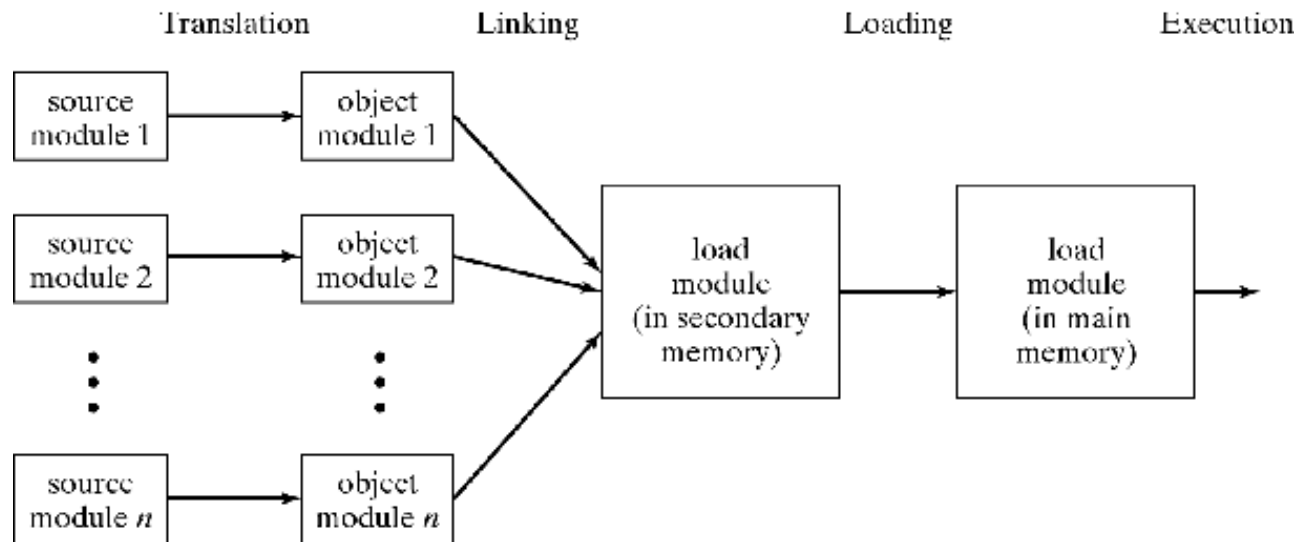 Translation Linking Loading Execution
source
module 1
object
module 1
source
module 2
object
module 2
load
module
(in secondary
memory)
load
module
(in main
memory)
source
module n
object
module n